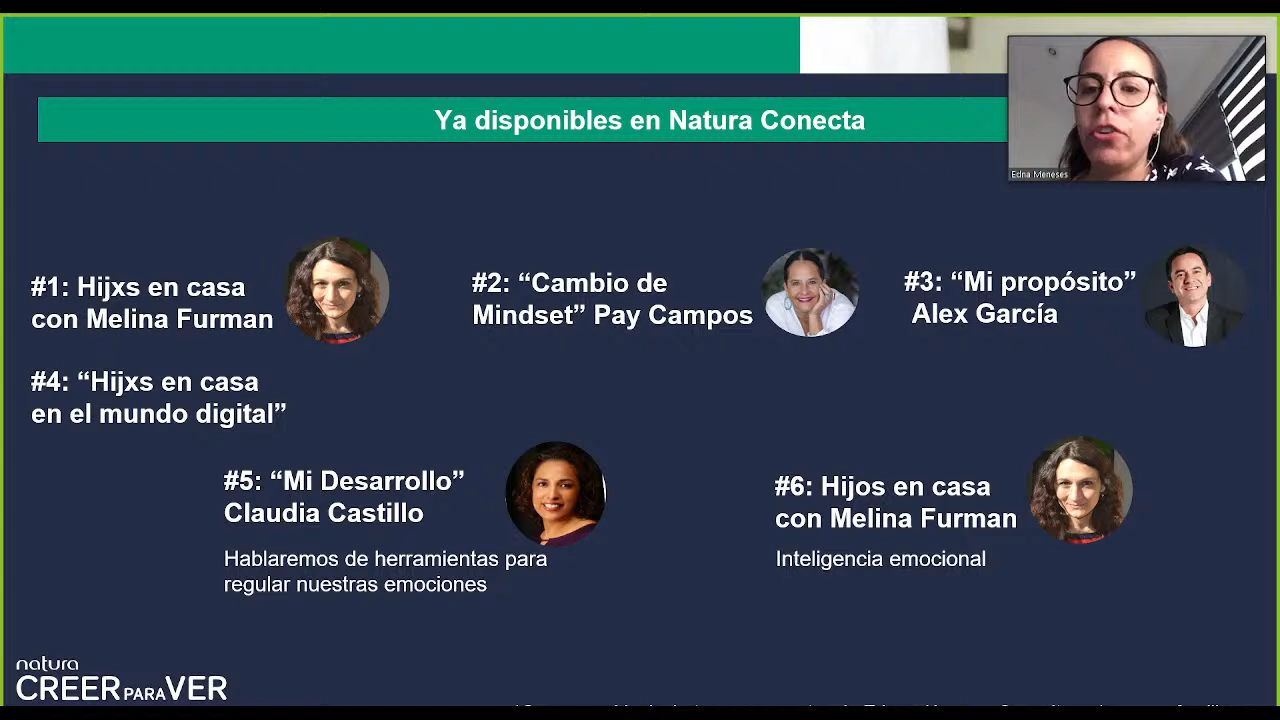 Ya disponibles en Natura Conecta
Edna Meneses
#1: Hijxs en casa
con Melina Furman
#2: “Cambio de
Mindset” Pay Campos
#3: “Mi propósito”
Alex García
#4: “Hijxs en casa
en el mundo digital”
#5: “Mi Desarrollo”
Claudia Castillo
Hablaremos de herramientas para
regular nuestras emociones
#6: Hijos en casa
con Melina Furman
Inteligencia emocional
natura
CREER PARA VER